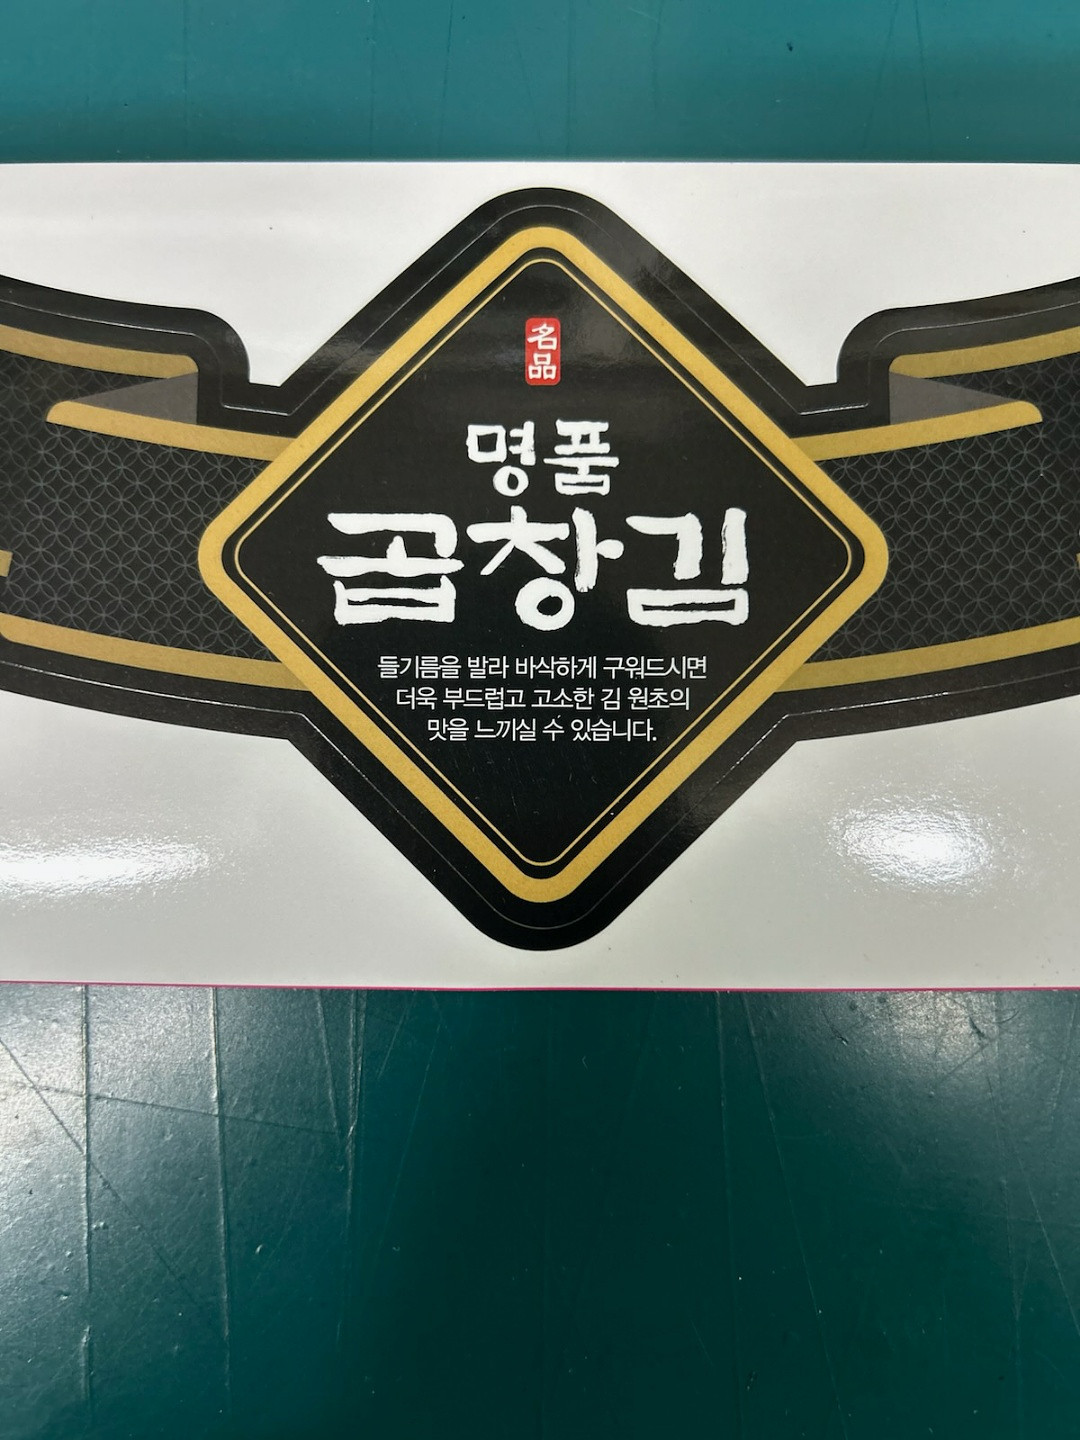 名
品
명품
곱창김
들기름을 발라 바삭하게 구워드시면
더욱 부드럽고 고소한 김 원초의
맛을 느끼실 수 있습니다.